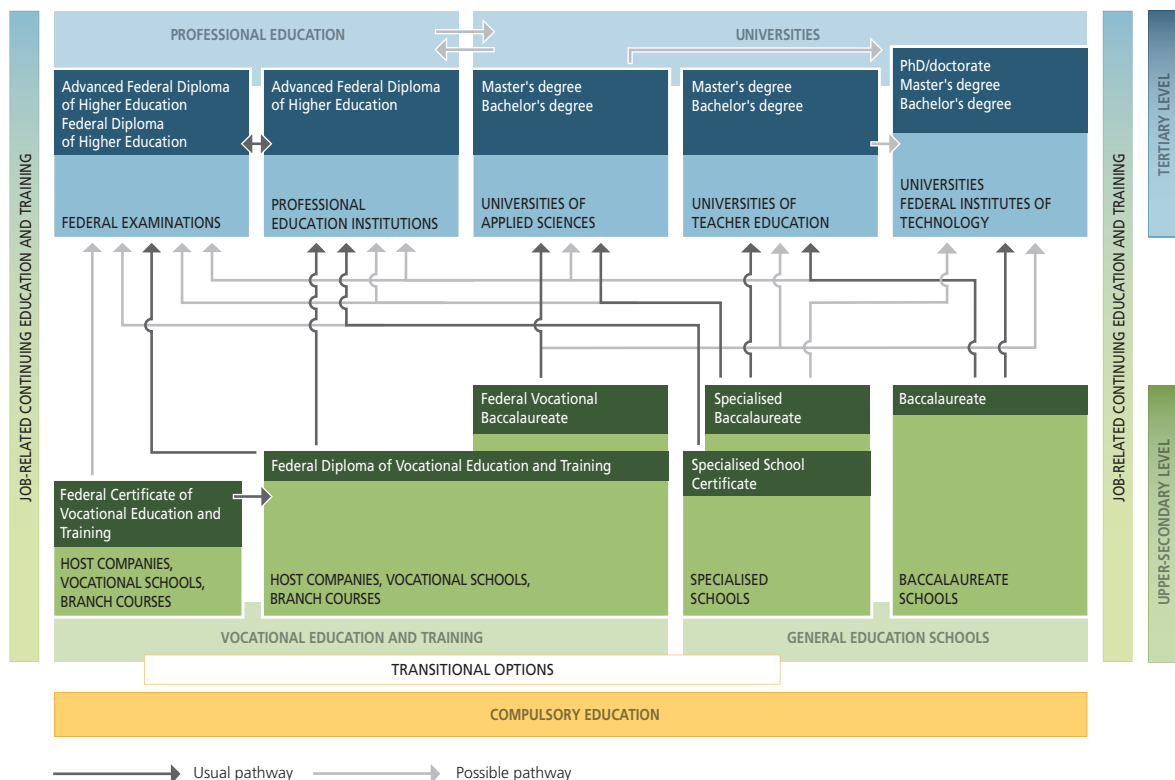 PROFESSIONAL EDUCATION
UNIVERSITIES
Advanced Federal Diploma
of Higher Education
Federal Diploma
of Higher Education
Advanced Federal Diploma
of Higher Education
Master's degree
Bachelor's degree
Master's degree
Bachelor's degree
PhD/doctorate
Master's degree
Bachelor's degree
FEDERAL EXAMINATIONS
PROFESSIONAL
EDUCATION INSTITUTIONS
UNIVERSITIES OF
APPLIED SCIENCES
UNIVERSITIES OF
TEACHER EDUCATION
UNIVERSITIES
FEDERAL INSTITUTES OF
TECHNOLOGY
JOB-RELATED CONTINUING EDUCATION AND TRAINING
JOB-RELATED CONTINUING EDUCATION AND TRAINING
TERTIARY LEVEL
UPPER-SECONDARY LEVEL
Federal Vocational
Baccalaureate
Specialised
Baccalaureate
Baccalaureate
Federal Diploma of Vocational Education and Training
Specialised School
Certificate
Federal Certificate of
Vocational Education and
Training
HOST COMPANIES,
VOCATIONAL SCHOOLS,
BRANCH COURSES
HOST COMPANIES, VOCATIONAL SCHOOLS,
BRANCH COURSES
SPECIALISED
SCHOOLS
BACCALAUREATE
SCHOOLS
VOCATIONAL EDUCATION AND TRAINING
GENERAL EDUCATION SCHOOLS
TRANSITIONAL OPTIONS
COMPULSORY EDUCATION
Usual pathway
Possible pathway